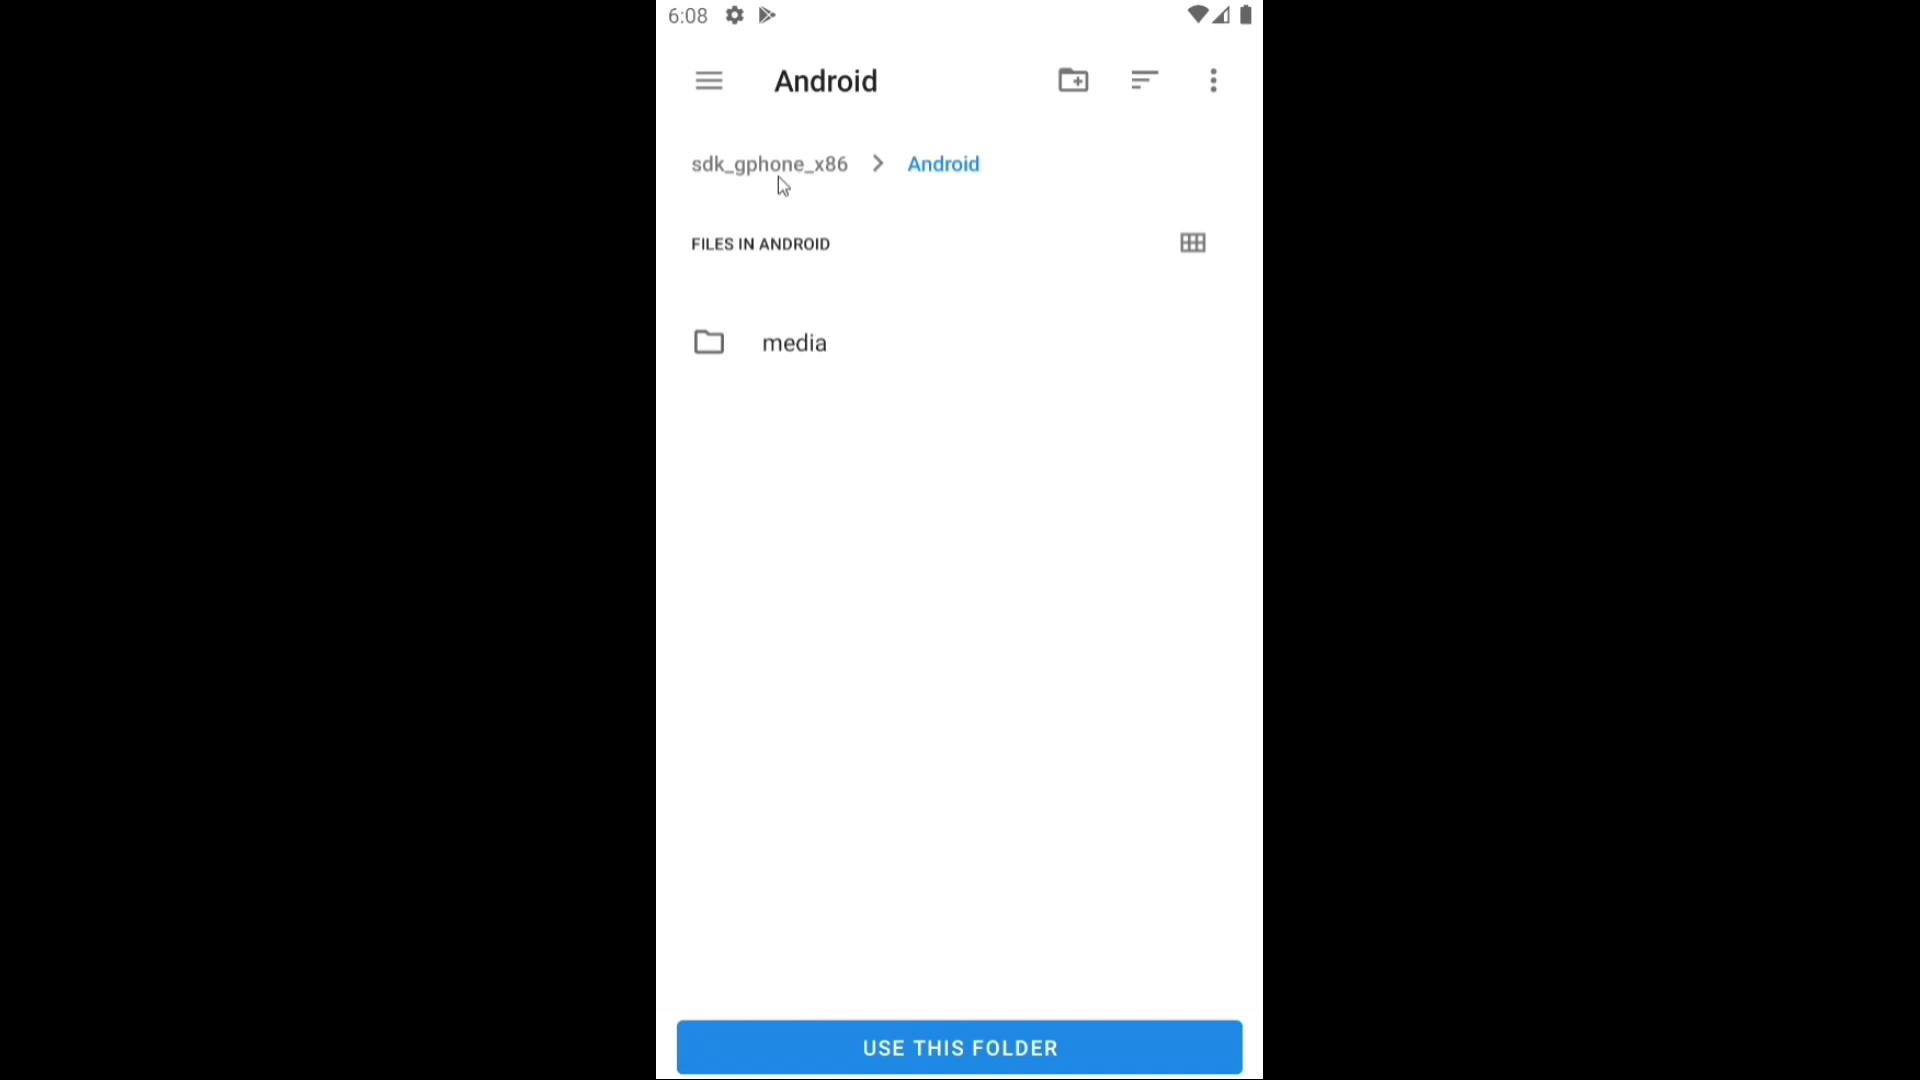 6:08
Android
sdk_gphone_x86 > Android
FILES IN ANDROID
media
USE THIS FOLDER